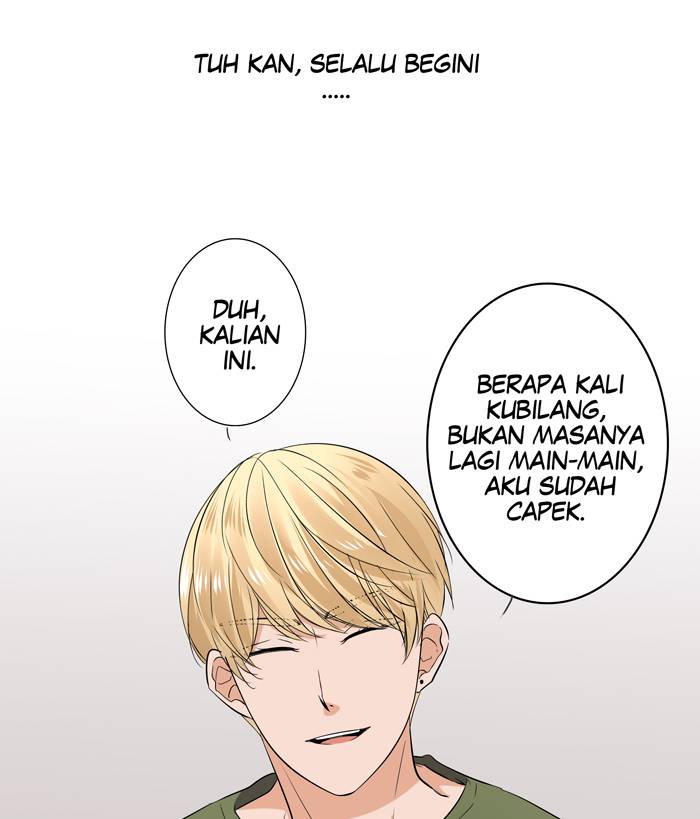 TUH KAN, SELALU BEGINI
.....
DUH,
KALIAN
INI.
BERAPA KALI
KUBILANG,
BUKAN MASANYA
LAGI MAIN-MAIN,
AKU SUDAH
CAPEK.